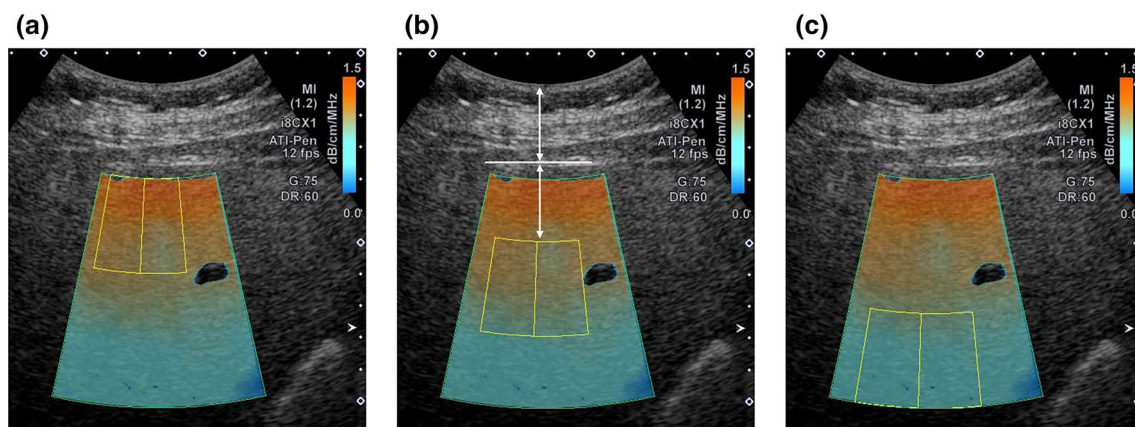 (a)
1.5
MI
(1.2)
i8CX1
ATI-Pen
12 fps
G:75
DR:60
0.0
dB/cm/MHz
(b)
1.5
MI
(1.2)
i8CX1
ATI-Pen
12 fps
G:75
DR:60
0.0
dB/cm/MHz
(c)
1.5
MI
(1.2)
i8CX1
ATI-Pen
12 fps
G:75
DR:60
0.0
dB/cm/MHz